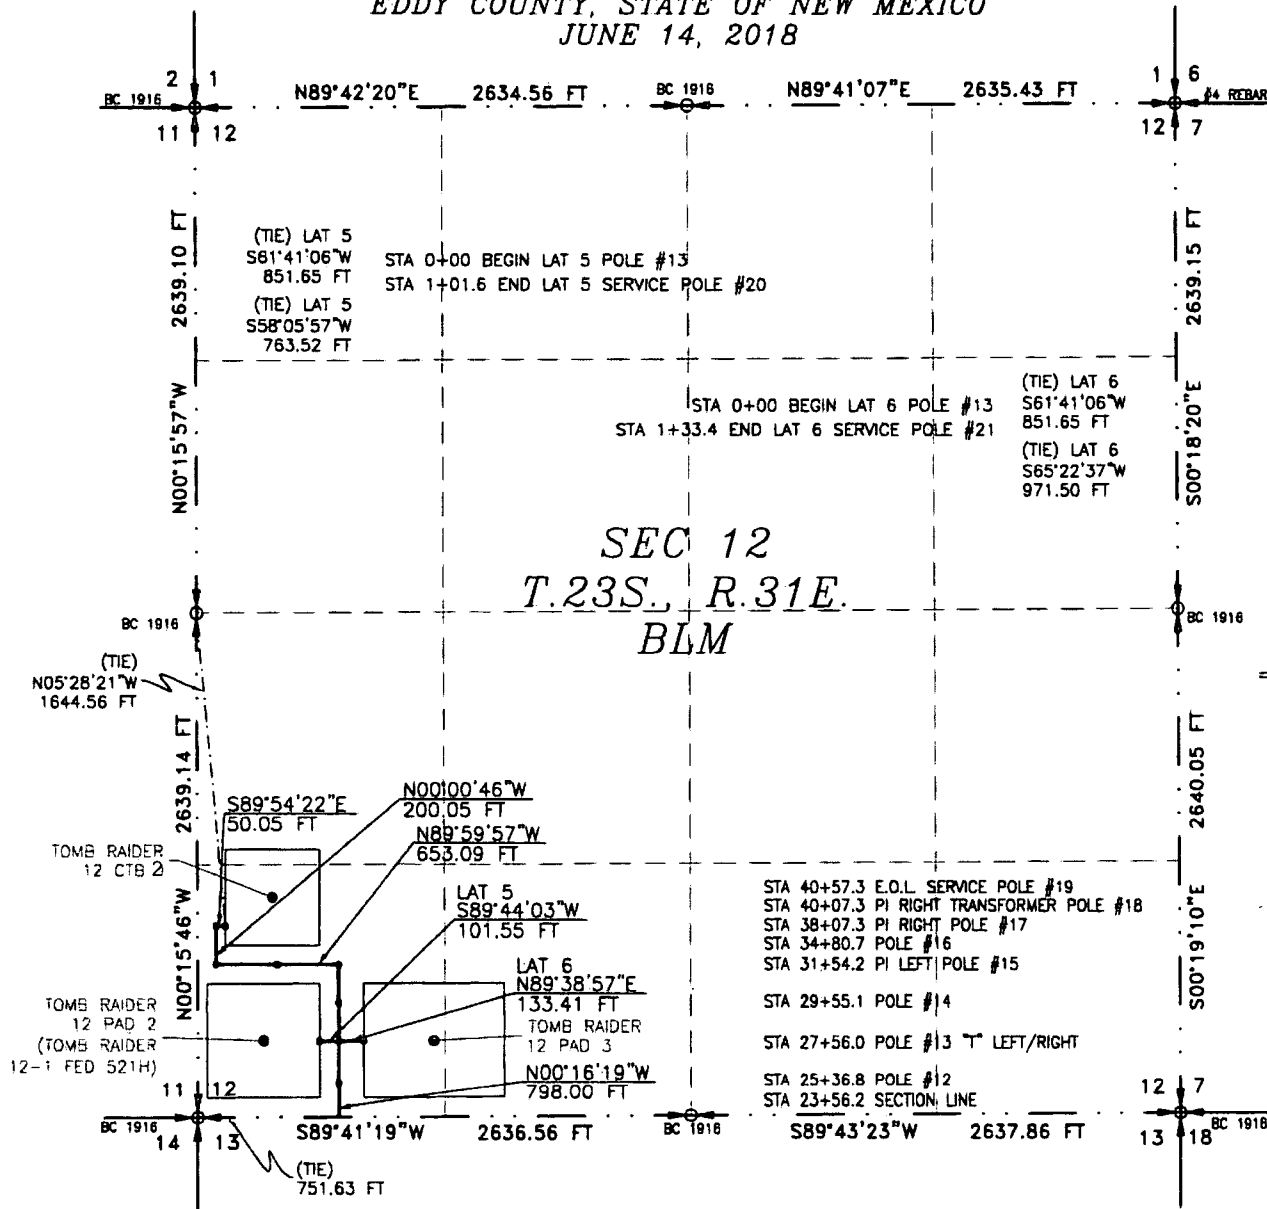 EDDY COUNTY, STATE OF NEW MEXICO
JUNE 14, 2018
2 1
BC 1916
11 12
N89°42'20"E 2634.56 FT
BC 1916
N89°41'07"E 2635.43 FT
1 6
#4 REBAR
12 7
2639.10 FT
N00°15'57"W
(TIE) LAT 5
S61°41'06"W
851.65 FT
(TIE) LAT 5
S58°05'57"W
763.52 FT
STA 0+00 BEGIN LAT 5 POLE #13
STA 1+01.6 END LAT 5 SERVICE POLE #20
2639.15 FT
S00°18'20"E
STA 0+00 BEGIN LAT 6 POLE #13
STA 1+33.4 END LAT 6 SERVICE POLE #21
(TIE) LAT 6
S61°41'06"W
851.65 FT
(TIE) LAT 6
S65°22'37"W
971.50 FT
SEC 12
T.23S., R.31E.
BLM
BC 1916
BC 1916
(TIE)
N05°28'21"W
1644.56 FT
2639.14 FT
N00°15'46"W
2640.05 FT
S00°19'10"E
S89°54'22"E
50.05 FT
N00°00'46"W
200.05 FT
N89°59'57"W
653.09 FT
TOMB RAIDER
12 CTB 2
LAT 5
S89°44'03"W
101.55 FT
LAT 6
N89°38'57"E
133.41 FT
TOMB RAIDER
12 PAD 3
N00°16'19"W
798.00 FT
TOMB RAIDER
12 PAD 2
(TOMB RAIDER
12-1 FED 521H)
STA 40+57.3 E.O.L. SERVICE POLE #19
STA 40+07.3 PI RIGHT TRANSFORMER POLE #18
STA 38+07.3 PI RIGHT POLE #17
STA 34+80.7 POLE #16
STA 31+54.2 PI LEFT POLE #15
STA 29+55.1 POLE #14
STA 27+56.0 POLE #13 "T" LEFT/RIGHT
STA 25+36.8 POLE #12
STA 23+56.2 SECTION LINE
11 12
BC 1916
14 13
S89°41'19"W 2636.56 FT
BC 1916
S89°43'23"W 2637.86 FT
12 7
BC 1916
13 18
(TIE)
751.63 FT